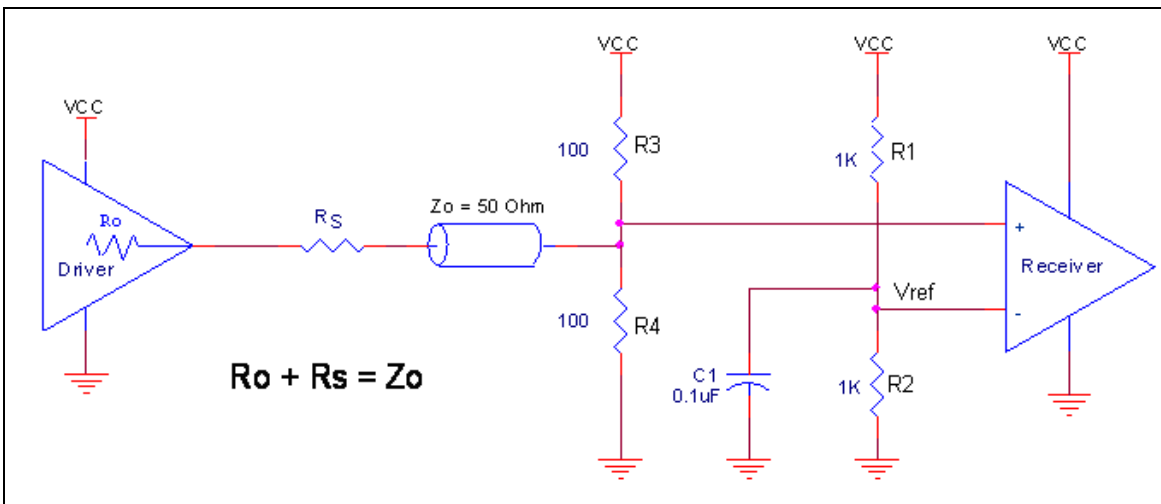 VCC
VCC
VCC
VCC
R3
100
R1
1K
Ro
Driver
RS
Zo = 50 Ohm
+
Receiver
Vref
-
100
R4
C1
0.1uF
1K
R2
Ro + Rs = Zo